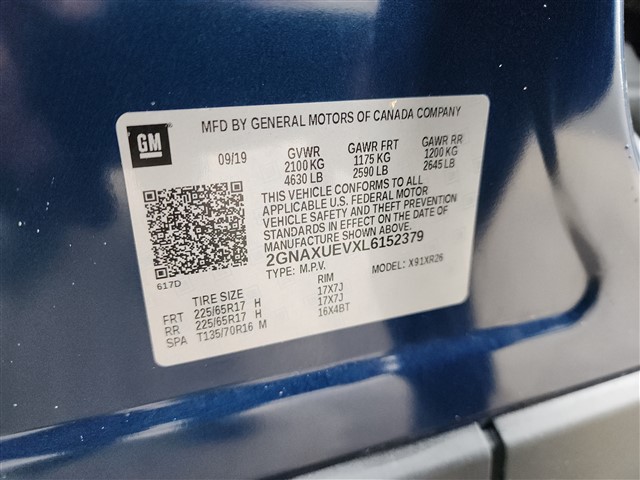 MFD BY GENERAL MOTORS OF CANADA COMPANY
GM
09/19 GVWR GAWR FRT GAWR RR
2100 KG 1175 KG 1200 KG
4630 LB 2590 LB 2645 LB
THIS VEHICLE CONFORMS TO ALL
APPLICABLE U.S. FEDERAL MOTOR
VEHICLE SAFETY AND THEFT PREVENTION
STANDARDS IN EFFECT ON THE DATE OF
MANUFACTURE SHOWN ABOVE.
2GNAXUEVXL6152379
617D
TYPE: M.P.V. MODEL: X91XR26
TIRE SIZE RIM
FRT 225/65R17 H 17X7J
RR 225/65R17 H 17X7J
SPA T135/70R16 M 16X4BT